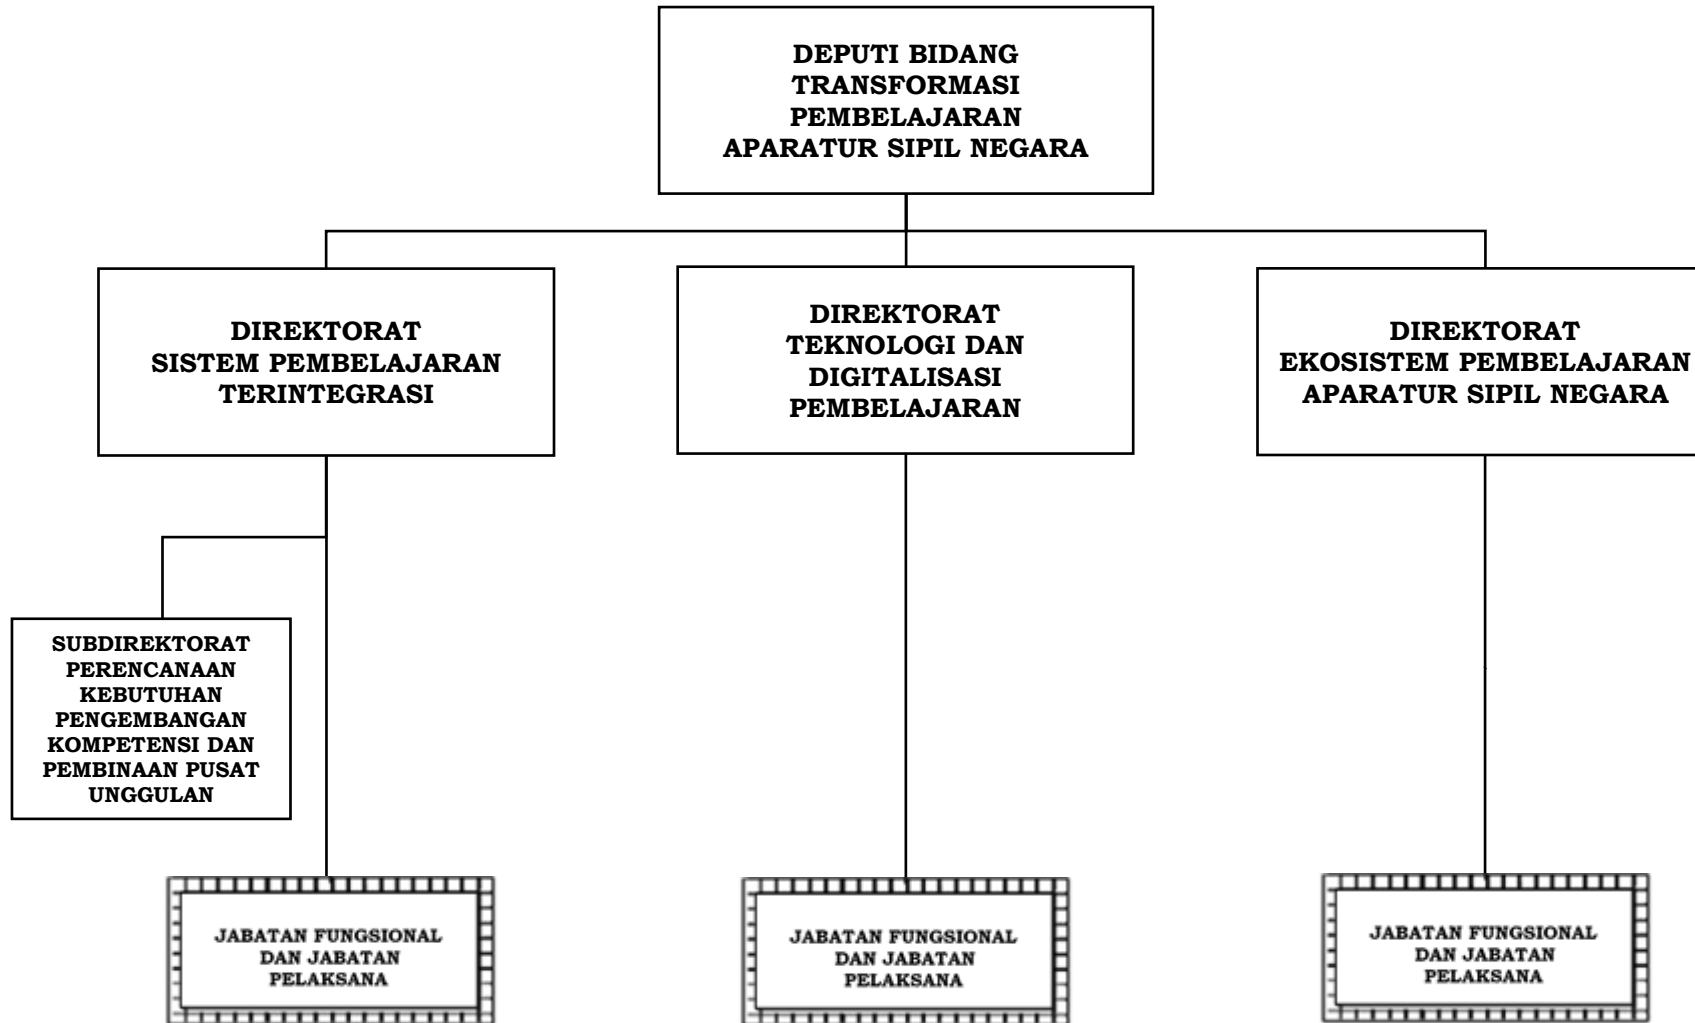 DEPUTI BIDANG
TRANSFORMASI
PEMBELAJARAN
APARATUR SIPIL NEGARA
DIREKTORAT
SISTEM PEMBELAJARAN
TERINTEGRASI
DIREKTORAT
TEKNOLOGI DAN
DIGITALISASI
PEMBELAJARAN
DIREKTORAT
EKOSISTEM PEMBELAJARAN
APARATUR SIPIL NEGARA
SUBDIREKTORAT
PERENCANAAN
KEBUTUHAN
PENGEMBANGAN
KOMPETENSI DAN
PEMBINAAN PUSAT
UNGGULAN
JABATAN FUNGSIONAL
DAN JABATAN
PELAKSANA
JABATAN FUNGSIONAL
DAN JABATAN
PELAKSANA
JABATAN FUNGSIONAL
DAN JABATAN
PELAKSANA